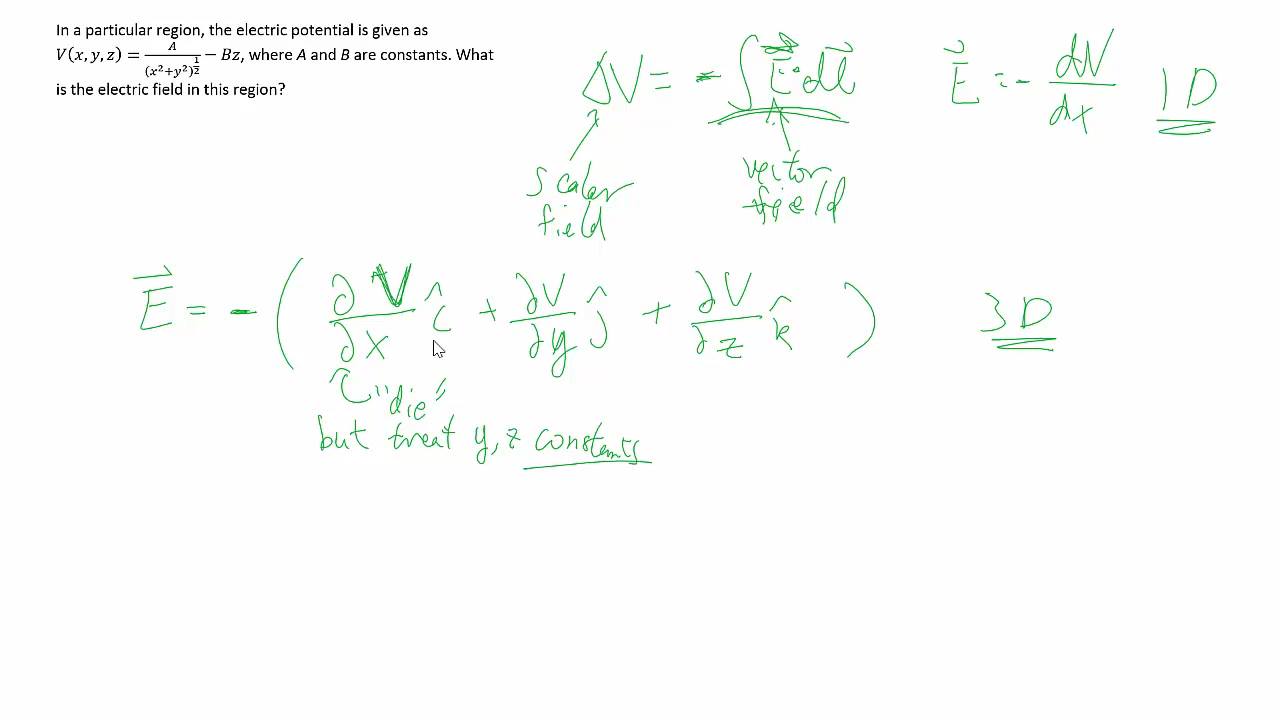 In a particular region, the electric potential is given as
V(x, y, z) = A/(x²+y²)^(1/2) − Bz, where A and B are constants. What
is the electric field in this region?
ΔV = - ∫ E⃗ · dl⃗
E⃗ = - dV/dx 1D
scalar field
vector field
E⃗ = - ( ∂V/∂x î + ∂V/∂y ĵ + ∂V/∂z k̂ ) 3D
"die"
but treat y, z constants